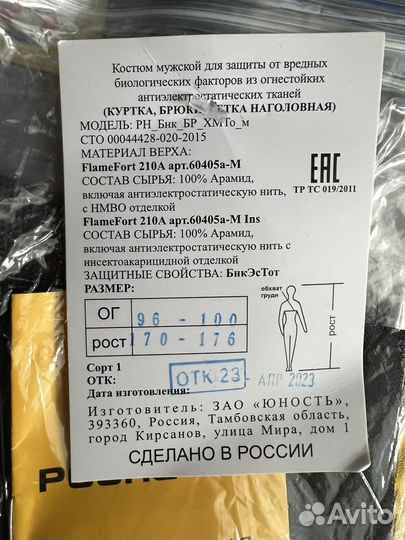 Костюм мужской для защиты от вредных
биологических факторов из огнестойких
антиэлектростатических тканей
(КУРТКА, БРЮКИ, СЕТКА НАГОЛОВНАЯ)
МОДЕЛЬ: РН_Бнк_БР_ХМТо_м
СТО 00044428-020-2015
МАТЕРИАЛ ВЕРХА:
FlameFort 210A арт.60405а-М
СОСТАВ СЫРЬЯ: 100% Арамид,
включая антиэлектростатическую нить,
с НМВО отделкой
FlameFort 210A арт.60405а-М Ins
СОСТАВ СЫРЬЯ: 100% Арамид,
включая антиэлектростатическую нить с
инсектоакарицидной отделкой
ЗАЩИТНЫЕ СВОЙСТВА: БнкЭсТот
РАЗМЕР:
EAC
ТР ТС 019/2011
ОГ 96 - 100
рост 170 - 176
обхват
груди
рост
Сорт 1
ОТК: ОТК-23 - АПР 2023
Дата изготовления:
Изготовитель: ЗАО «ЮНОСТЬ»,
393360, Россия, Тамбовская область,
город Кирсанов, улица Мира, дом 1
СДЕЛАНО В РОССИИ
Avito